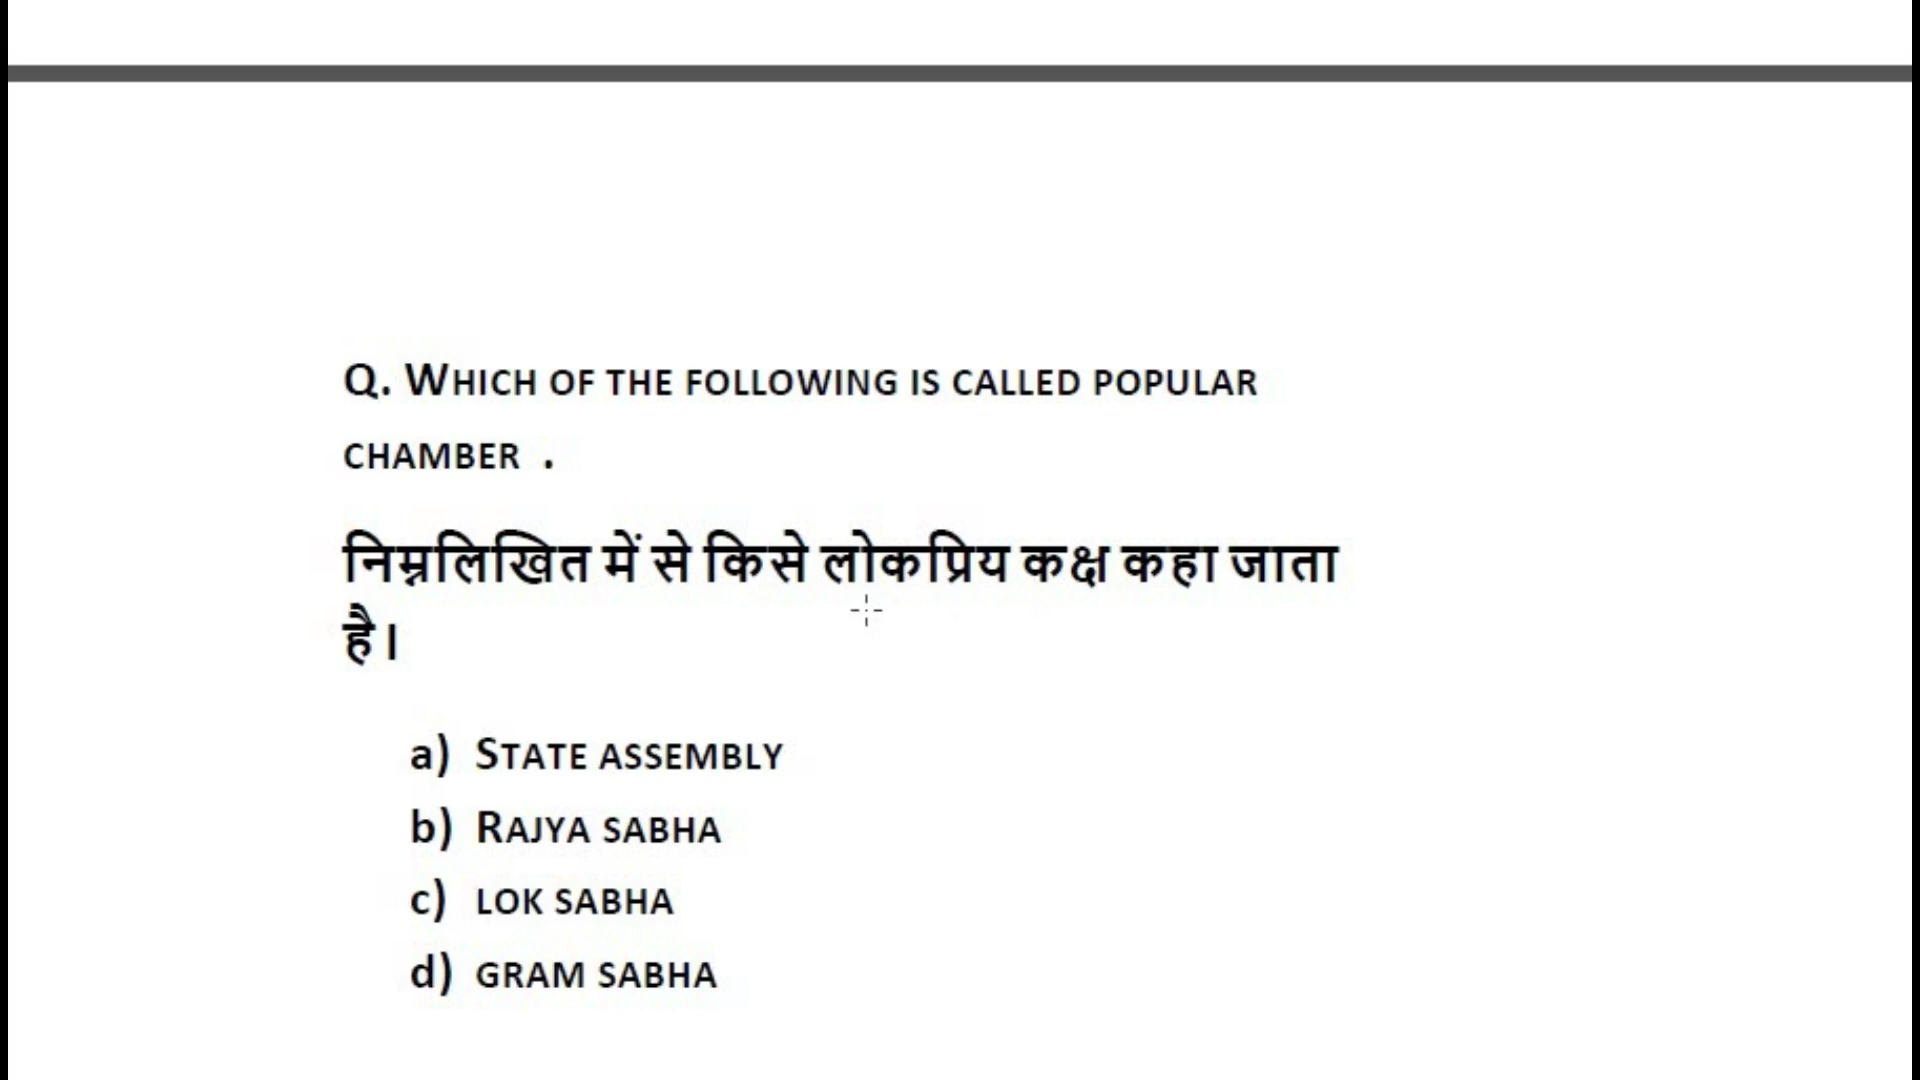 Q. WHICH OF THE FOLLOWING IS CALLED POPULAR
CHAMBER .
निम्नलिखित में से किसे लोकप्रिय कक्ष कहा जाता
है।
a) STATE ASSEMBLY
b) RAJYA SABHA
c) LOK SABHA
d) GRAM SABHA